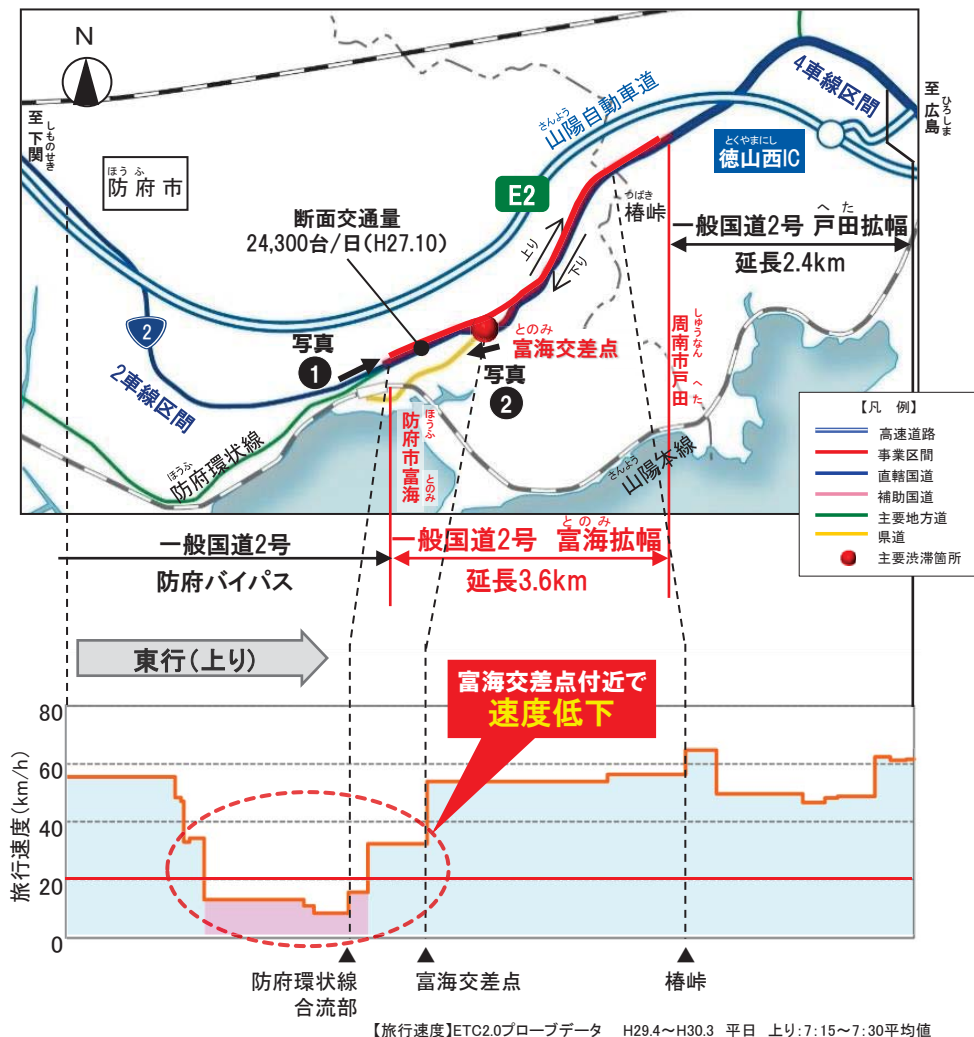 N
至下関
しものせき
ほうふ
防府市
さんよう
山陽自動車道
4車線区間
至広島
ひろしま
とくやまにし
徳山西IC
E2
つばき
椿峠
断面交通量
24,300台/日(H27.10)
上り
下り
へた
一般国道2号 戸田拡幅
延長2.4km
2
2車線区間
写真
1
とのみ
富海交差点
写真
2
周南市戸田
しゅうなん へた
防府市富海
ほうふ とのみ
ほうふ
防府環状線
さんよう
山陽本線
【凡 例】
高速道路
事業区間
直轄国道
補助国道
主要地方道
県道
主要渋滞箇所
一般国道2号
防府バイパス
とのみ
一般国道2号 富海拡幅
延長3.6km
東行(上り)
富海交差点付近で
速度低下
旅行速度(km/h)
80
60
40
20
0
防府環状線
合流部
富海交差点
椿峠
【旅行速度】ETC2.0プローブデータ H29.4～H30.3 平日 上り:7:15～7:30平均値